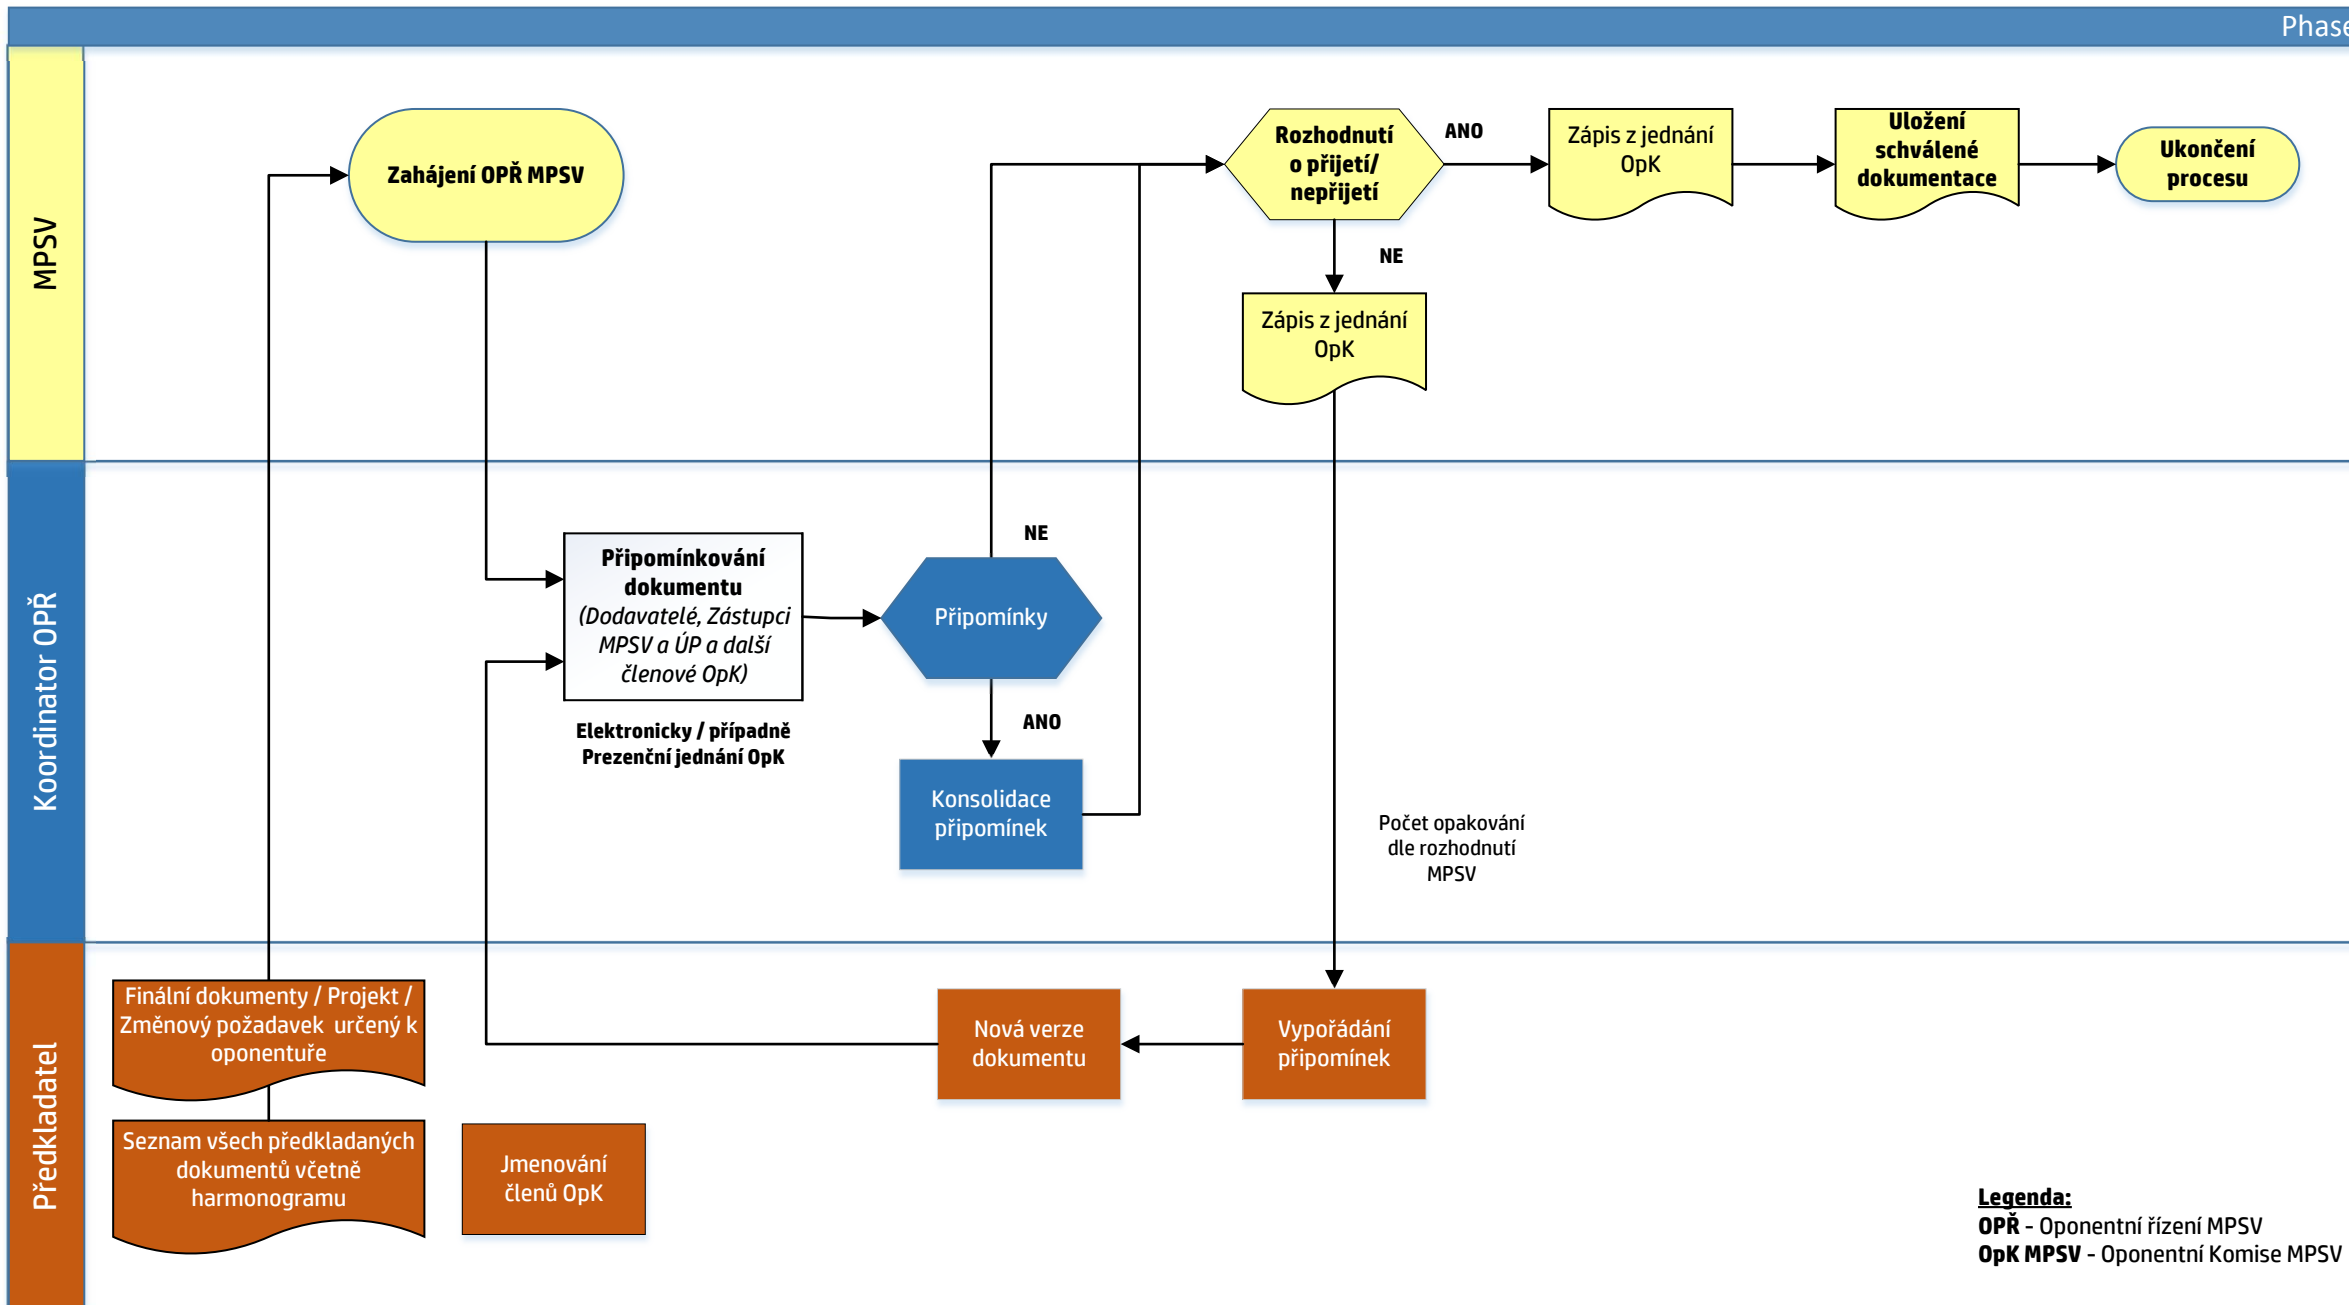 Phase
MPSV
Zahájení OPŘ MPSV
Rozhodnutí
o přijetí/
nepřijetí
ANO
Zápis z jednání
OpK
Uložení
schválené
dokumentace
Ukončení
procesu
NE
Zápis z jednání
OpK
Koordinator OPŘ
Připomínkování
dokumentu
(Dodavatelé, Zástupci
MPSV a ÚP a další
členové OpK)
Elektronicky / případně
Prezenční jednání OpK
NE
Připomínky
ANO
Konsolidace
připomínek
Počet opakování
dle rozhodnutí
MPSV
Předkladatel
Finální dokumenty / Projekt /
Změnový požadavek určený k
oponentuře
Seznam všech předkladaných
dokumentů včetně
harmonogramu
Jmenování
členů OpK
Nová verze
dokumentu
Vypořádání
připomínek
Legenda:
OPŘ - Oponentní řízení MPSV
OpK MPSV - Oponentní Komise MPSV